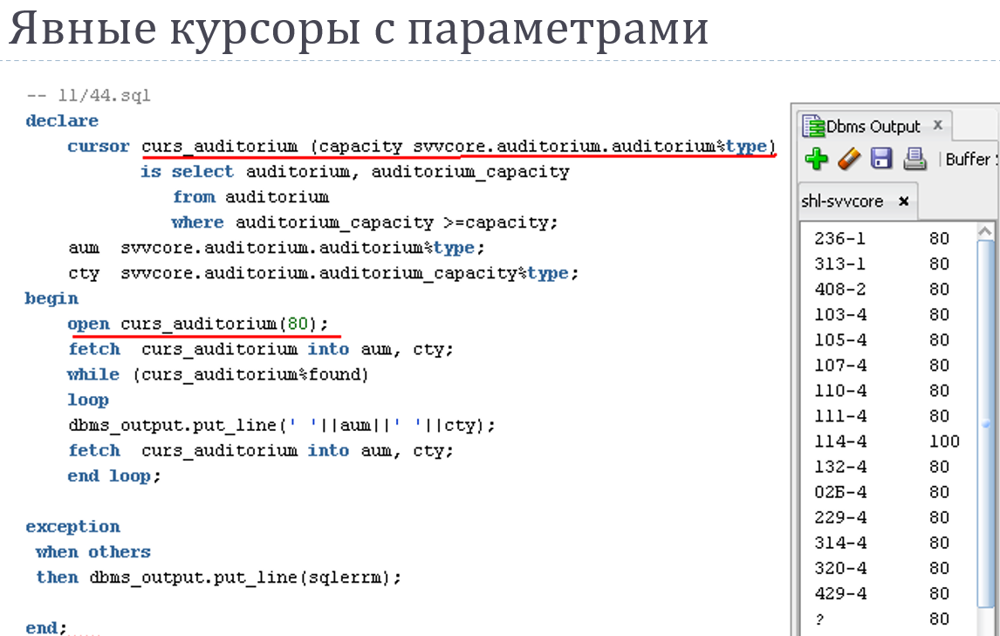 Явные курсоры с параметрами
-- 11/44.sql
declare
cursor curs_auditorium (capacity svvcore.auditorium.auditorium%type)
is select auditorium, auditorium_capacity
from auditorium
where auditorium_capacity >=capacity;
aum svvcore.auditorium.auditorium%type;
cty svvcore.auditorium.auditorium_capacity%type;
begin
open curs_auditorium(80);
fetch curs_auditorium into aum, cty;
while (curs_auditorium%found)
loop
dbms_output.put_line(' '||aum||' '||cty);
fetch curs_auditorium into aum, cty;
end loop;
exception
when others
then dbms_output.put_line(sqlerrm);
end;
Dbms Output x
Buffer
shl-svvcore x
236-1 80
313-1 80
408-2 80
103-4 80
105-4 80
107-4 80
110-4 80
111-4 80
114-4 100
132-4 80
02Б-4 80
229-4 80
314-4 80
320-4 80
429-4 80
? 80